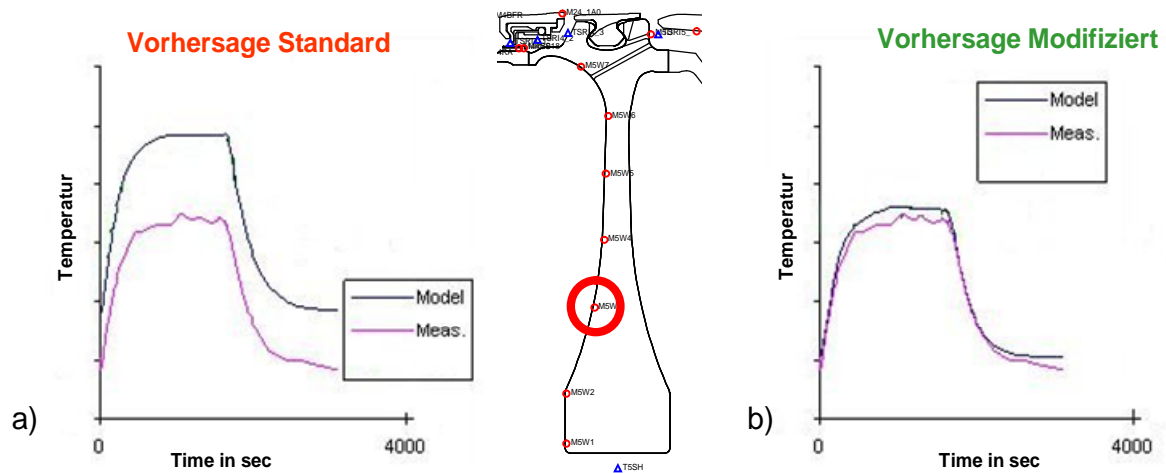 Vorhersage Standard
Vorhersage Modifiziert
M24_1A0
M5W7
M5W6
M5W5
M5W4
M5W
M5W2
M5W1
T5SH
a)
Temperatur
Model
Meas.
0
4000
Time in sec
b)
Temperatur
Model
Meas.
0
4000
Time in sec